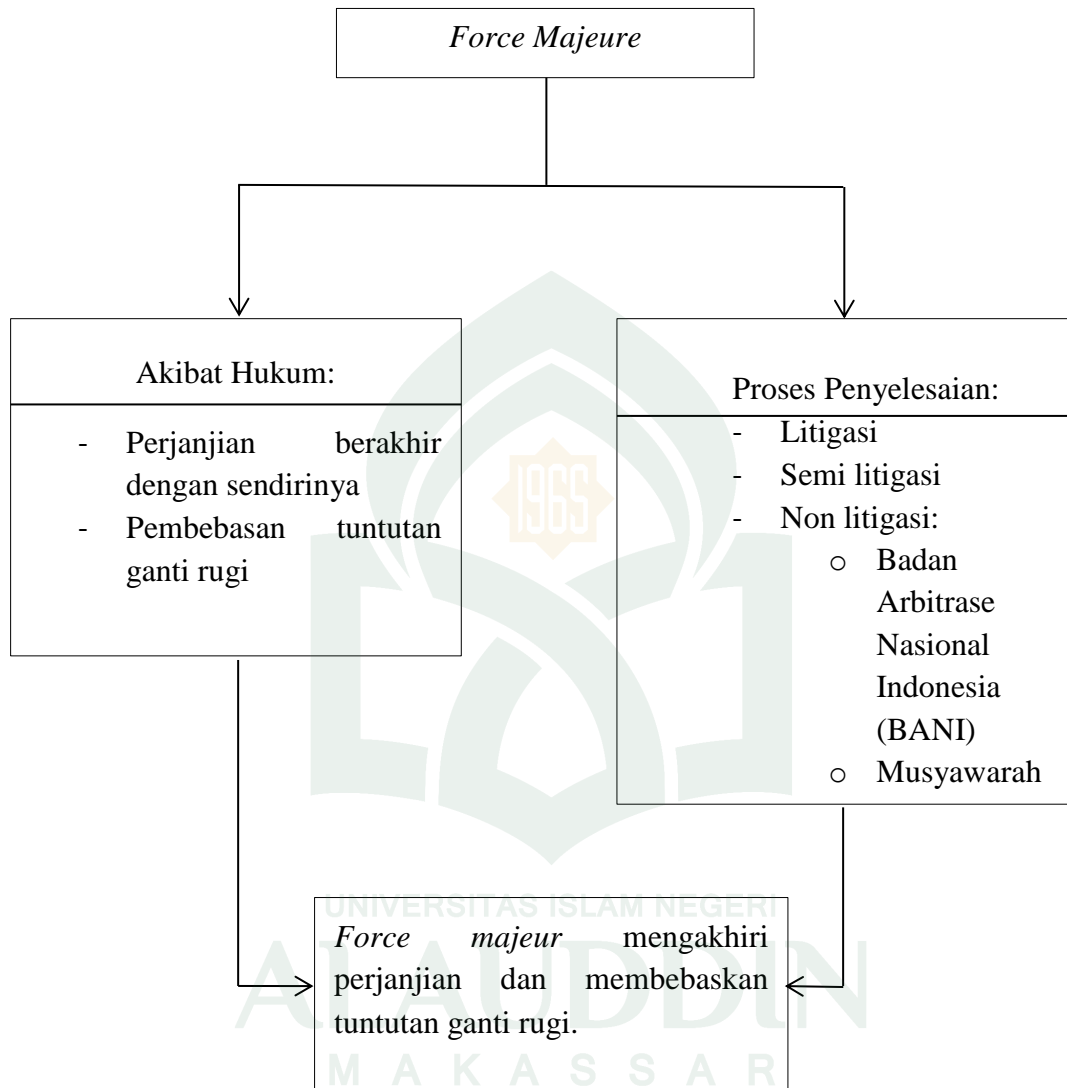 Force Majeure
Akibat Hukum:
- Perjanjian berakhir
dengan sendirinya
- Pembebasan tuntutan
ganti rugi
Proses Penyelesaian:
- Litigasi
- Semi litigasi
- Non litigasi:
o Badan
Arbitrase
Nasional
Indonesia
(BANI)
o Musyawarah
1965
UNIVERSITAS ISLAM NEGERI
ALAUDDIN
MAKASSAR
Force majeur mengakhiri
perjanjian dan membebaskan
tuntutan ganti rugi.